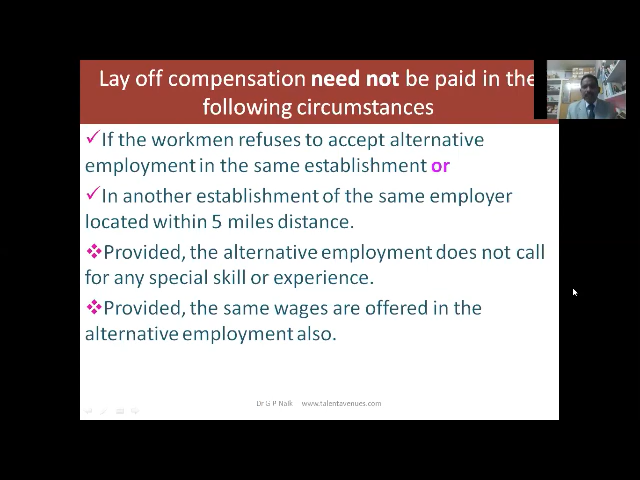 Lay off compensation need not be paid in the
following circumstances
✓If the workmen refuses to accept alternative
employment in the same establishment or
✓In another establishment of the same employer
located within 5 miles distance.
❖Provided, the alternative employment does not call
for any special skill or experience.
❖Provided, the same wages are offered in the
alternative employment also.
Dr G P Naik www.talentavenues.com